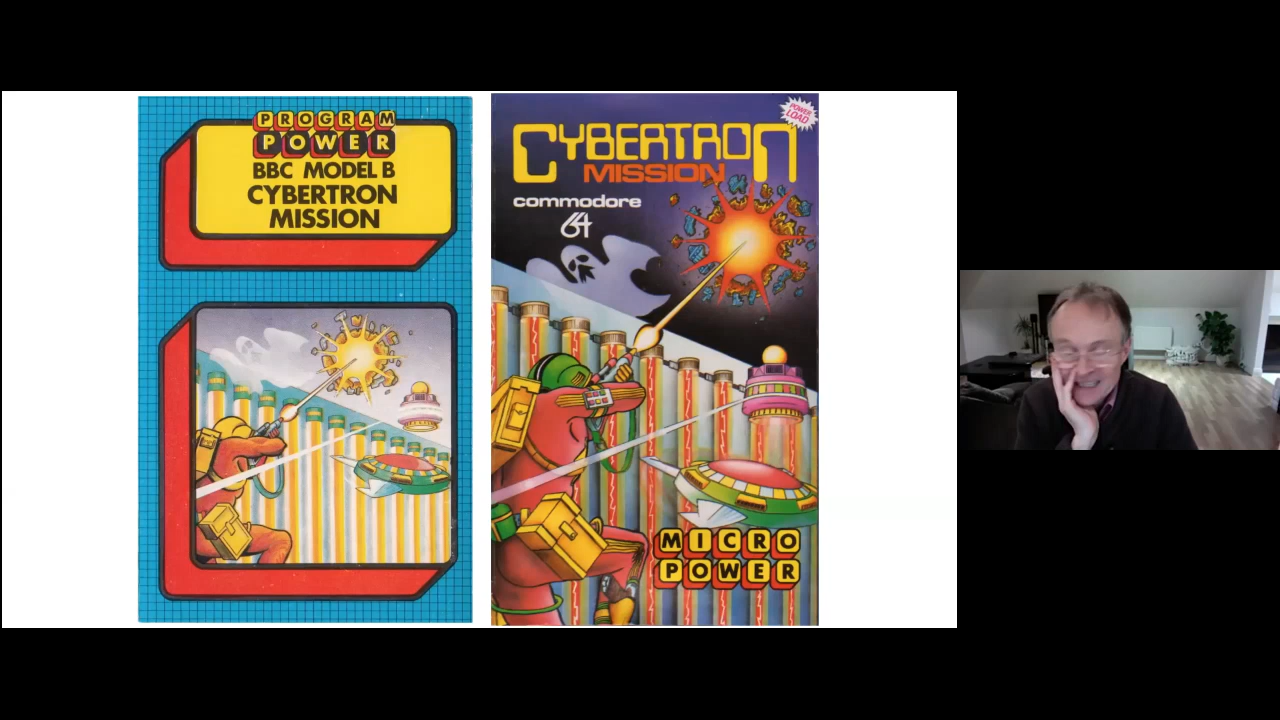 PROGRAM
POWER
BBC MODEL B
CYBERTRON
MISSION
POWER
LOAD
CYBERTRON
MISSION
commodore
64
MICRO
POWER